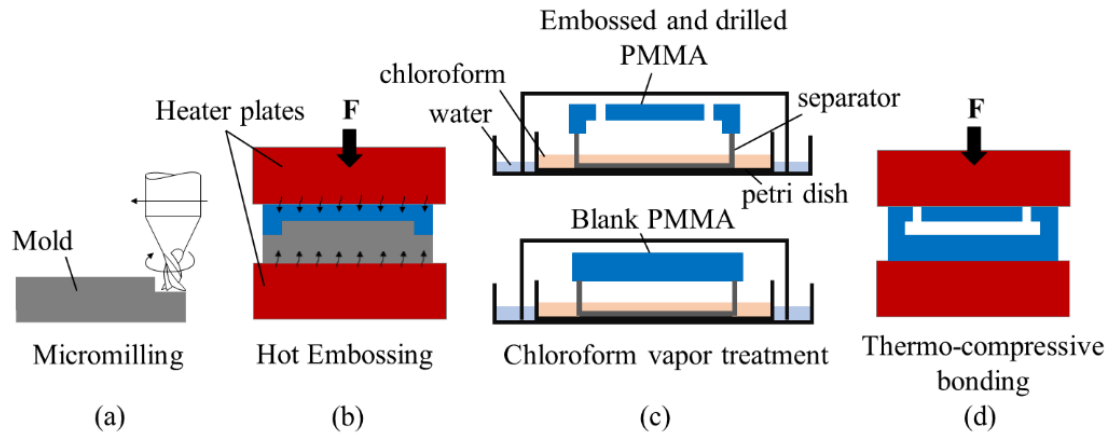 Mold
Micromilling
(a)
Heater plates
F
Hot Embossing
(b)
Embossed and drilled
PMMA
chloroform
water
separator
petri dish
Blank PMMA
Chloroform vapor treatment
(c)
F
Thermo-compressive
bonding
(d)